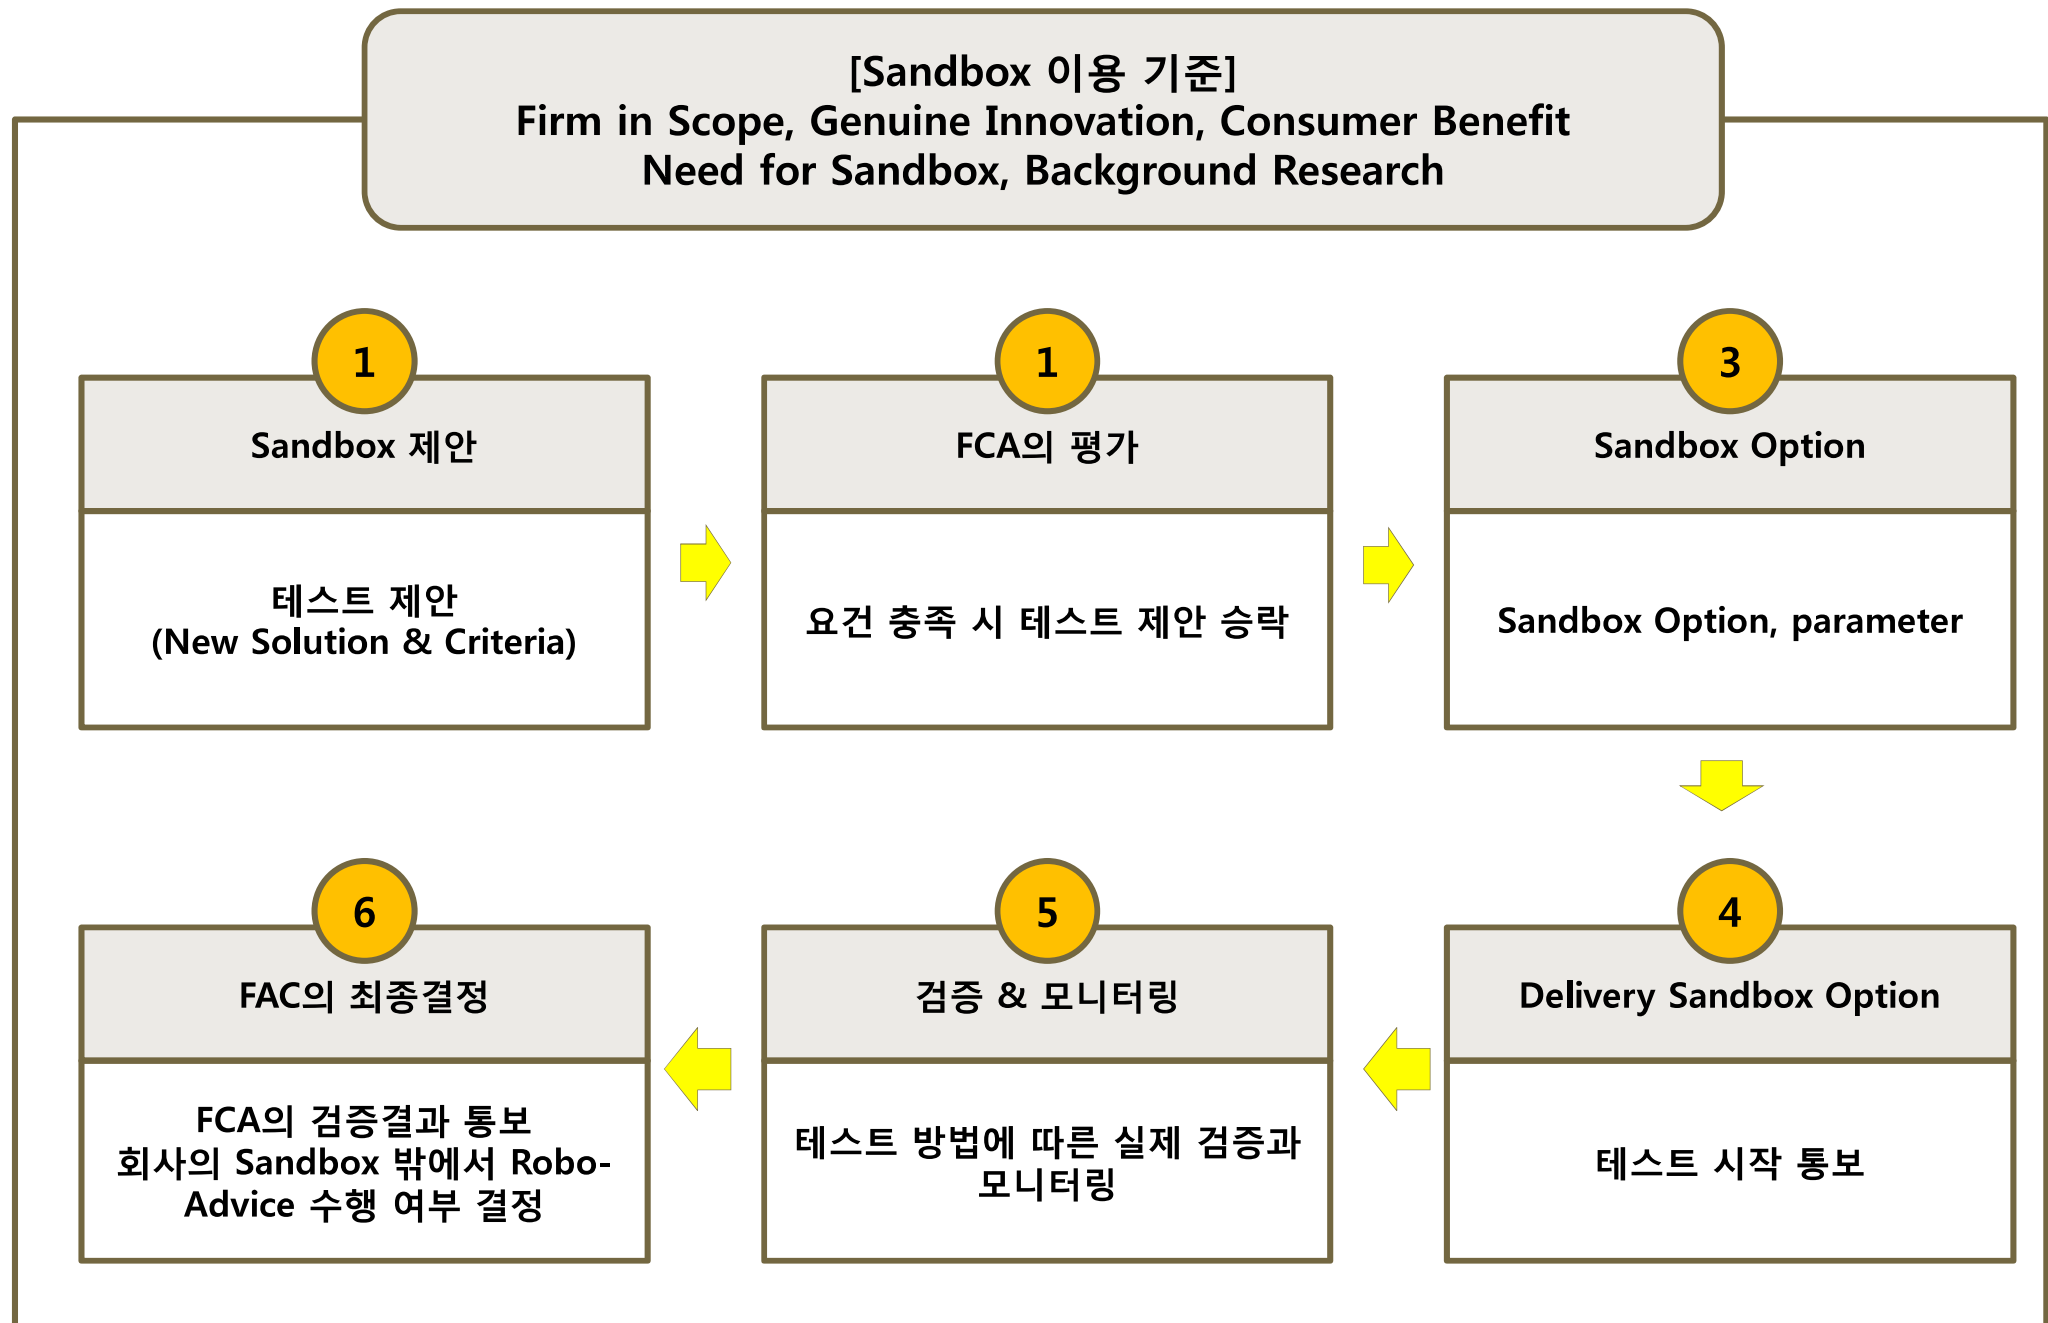 [Sandbox 이용 기준]
Firm in Scope, Genuine Innovation, Consumer Benefit
Need for Sandbox, Background Research
1
Sandbox 제안
테스트 제안
(New Solution & Criteria)
1
FCA의 평가
요건 충족 시 테스트 제안 승락
3
Sandbox Option
Sandbox Option, parameter
4
Delivery Sandbox Option
테스트 시작 통보
5
검증 & 모니터링
테스트 방법에 따른 실제 검증과
모니터링
6
FAC의 최종결정
FCA의 검증결과 통보
회사의 Sandbox 밖에서 Robo-
Advice 수행 여부 결정